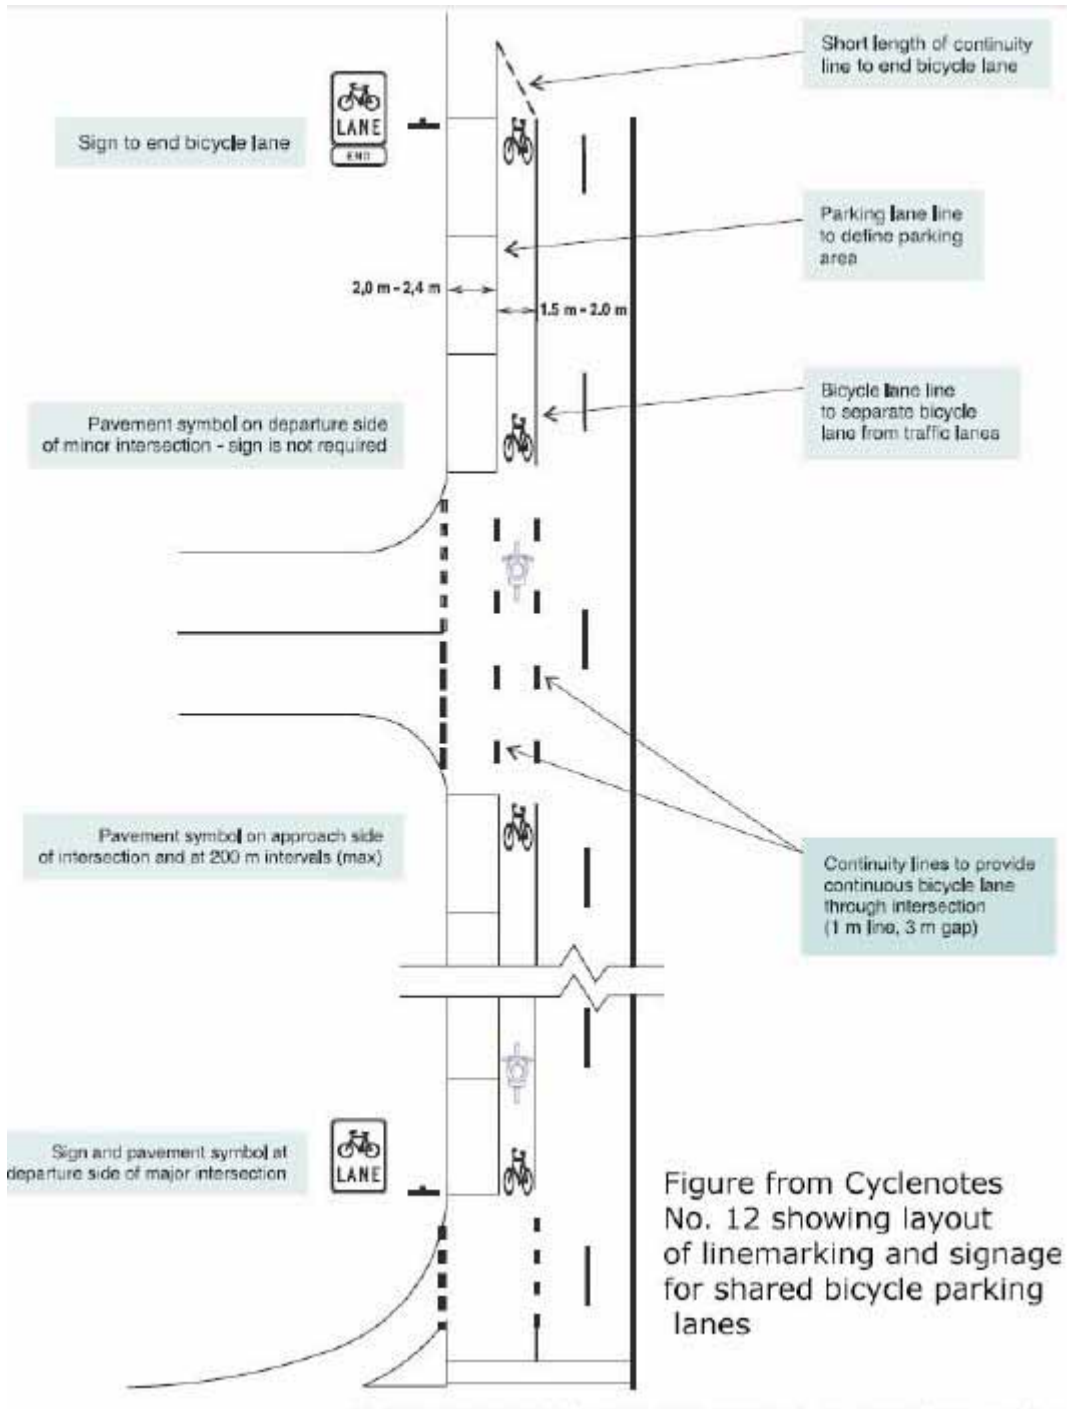 Short length of continuity
line to end bicycle lane
LANE
END
Sign to end bicycle lane
Parking lane line
to define parking
area
2,0 m - 2,4 m
1.5 m - 2.0 m
Bicycle lane line
to separate bicycle
lane from traffic lanes
Pavement symbol on departure side
of minor intersection - sign is not required
Pavement symbol on approach side
of intersection and at 200 m intervals (max)
Continuity lines to provide
continuous bicycle lane
through intersection
(1 m line, 3 m gap)
Sign and pavement symbol at
departure side of major intersection
LANE
Figure from Cyclenotes
No. 12 showing layout
of linemarking and signage
for shared bicycle parking
lanes